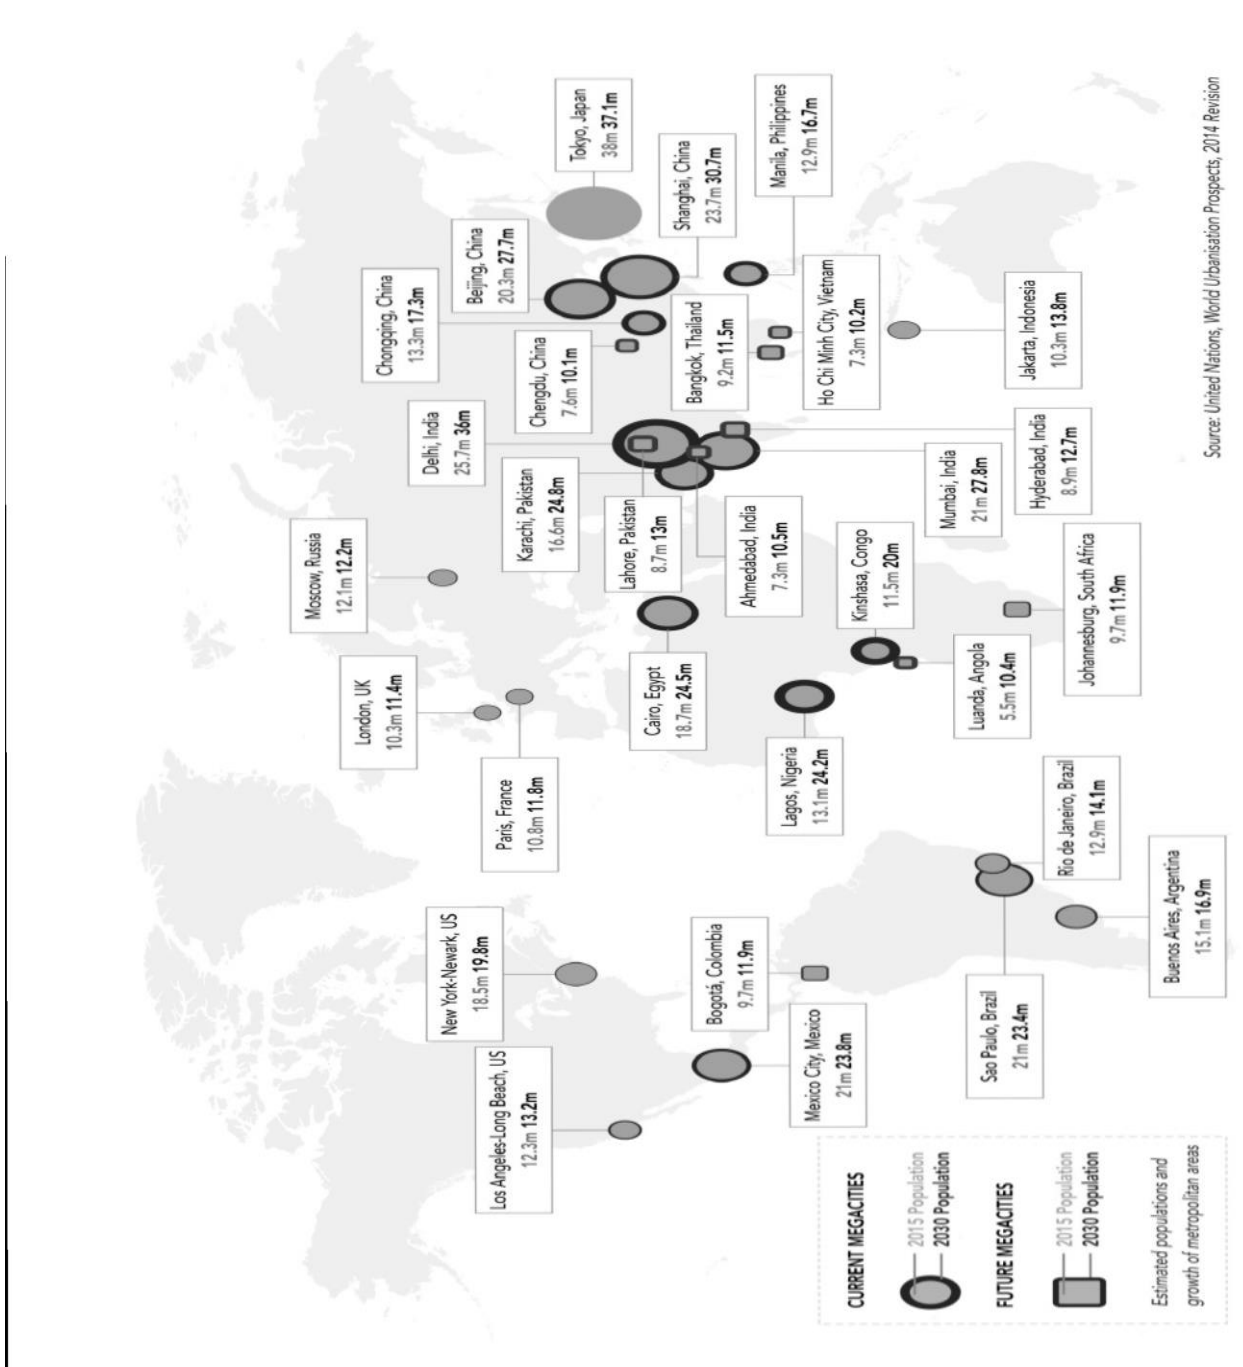 Los Angeles-Long Beach, US
12.3m 13.2m
New York-Newark, US
18.5m 19.8m
Mexico City, Mexico
21m 23.8m
Bogotá, Colombia
9.7m 11.9m
Sao Paulo, Brazil
21m 23.4m
Rio de Janeiro, Brazil
12.9m 14.1m
Buenos Aires, Argentina
15.1m 16.9m
London, UK
10.3m 11.4m
Paris, France
10.8m 11.8m
Moscow, Russia
12.1m 12.2m
Cairo, Egypt
18.7m 24.5m
Lagos, Nigeria
13.1m 24.2m
Kinshasa, Congo
11.5m 20m
Luanda, Angola
5.5m 10.4m
Johannesburg, South Africa
9.7m 11.9m
Delhi, India
25.7m 36m
Karachi, Pakistan
16.6m 24.8m
Lahore, Pakistan
8.7m 13m
Ahmedabad, India
7.3m 10.5m
Mumbai, India
21m 27.8m
Hyderabad, India
8.9m 12.7m
Chongqing, China
13.3m 17.3m
Beijing, China
20.3m 27.7m
Chengdu, China
7.6m 10.1m
Tokyo, Japan
38m 37.1m
Shanghai, China
23.7m 30.7m
Manila, Philippines
12.9m 16.7m
Bangkok, Thailand
9.2m 11.5m
Ho Chi Minh City, Vietnam
7.3m 10.2m
Jakarta, Indonesia
10.3m 13.8m
CURRENT MEGACITIES
2015 Population
2030 Population
FUTURE MEGACITIES
2015 Population
2030 Population
Estimated populations and
growth of metropolitan areas
Source: United Nations, World Urbanisation Prospects, 2014 Revision